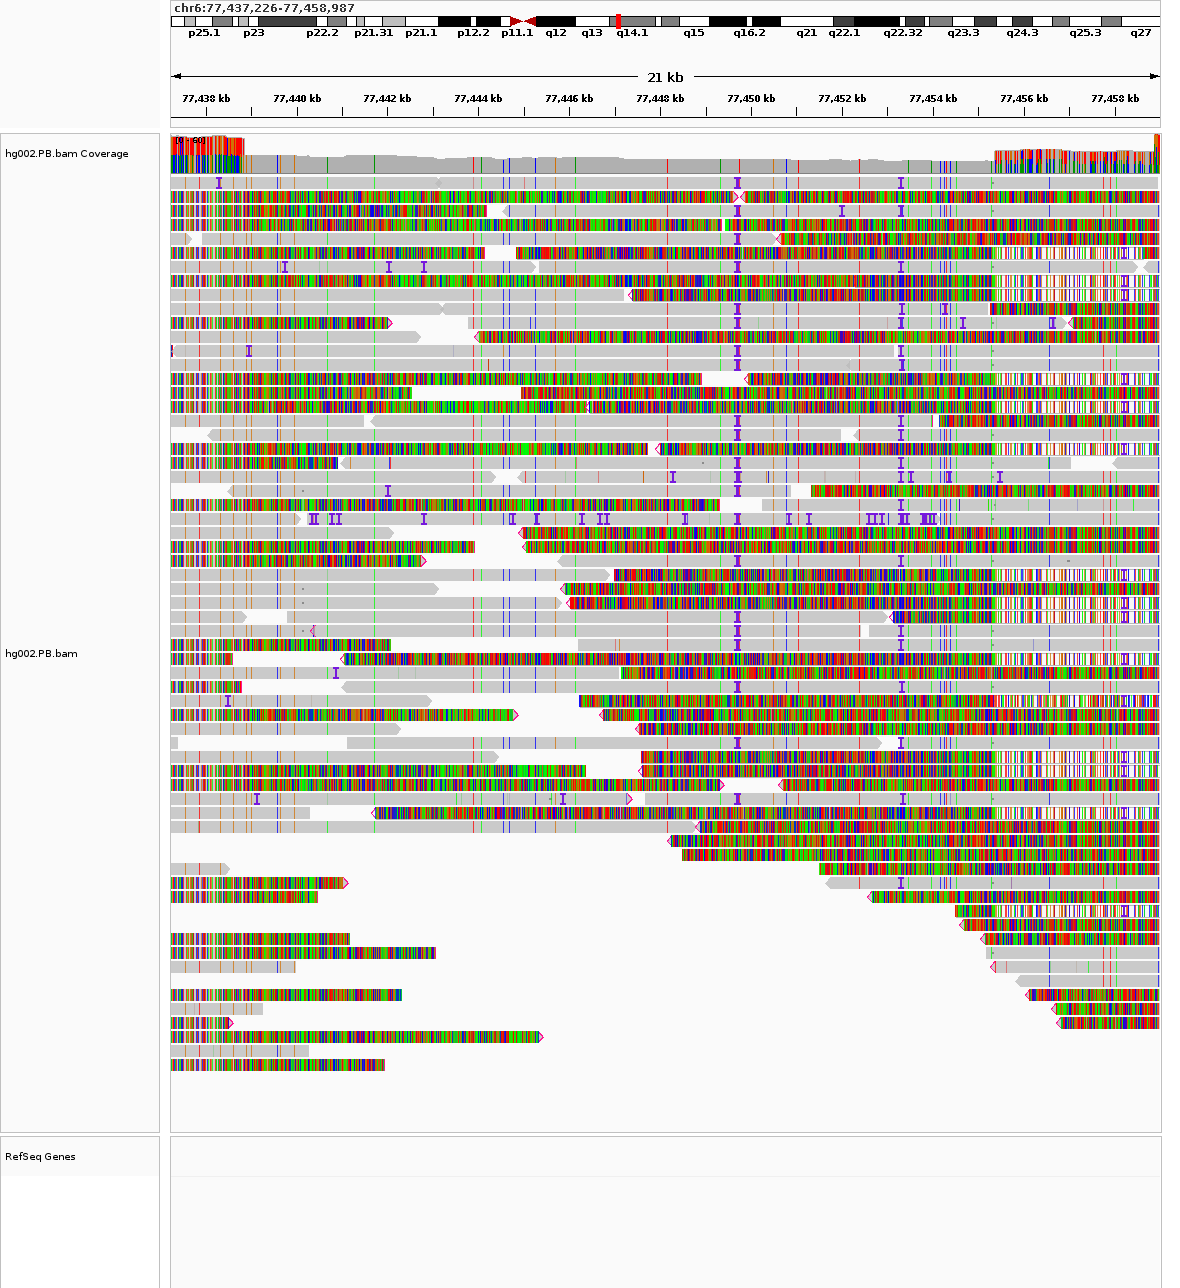 chr6:77,437,226-77,458,987
p25.1 p23 p22.2 p21.31 p21.1 p12.2 p11.1 q12 q13 q14.1 q15 q16.2 q21 q22.1 q22.32 q23.3 q24.3 q25.3 q27
21 kb
77,438 kb 77,440 kb 77,442 kb 77,444 kb 77,446 kb 77,448 kb 77,450 kb 77,452 kb 77,454 kb 77,456 kb 77,458 kb
[0 - 60]
hg002.PB.bam Coverage
hg002.PB.bam
RefSeq Genes